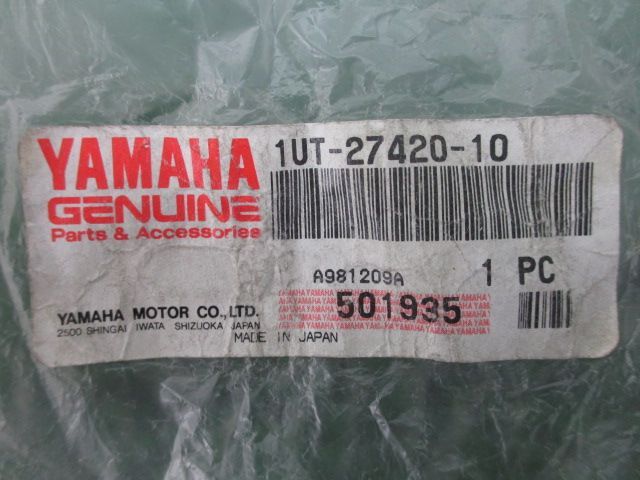 YAMAHA
GENUINE
Parts & Accessories
1UT-27420-10
A981209A
1 PC
501935
YAMAHA MOTOR CO.,LTD.
2500 SHINGAI IWATA SHIZUOKA JAPAN
MADE IN JAPAN